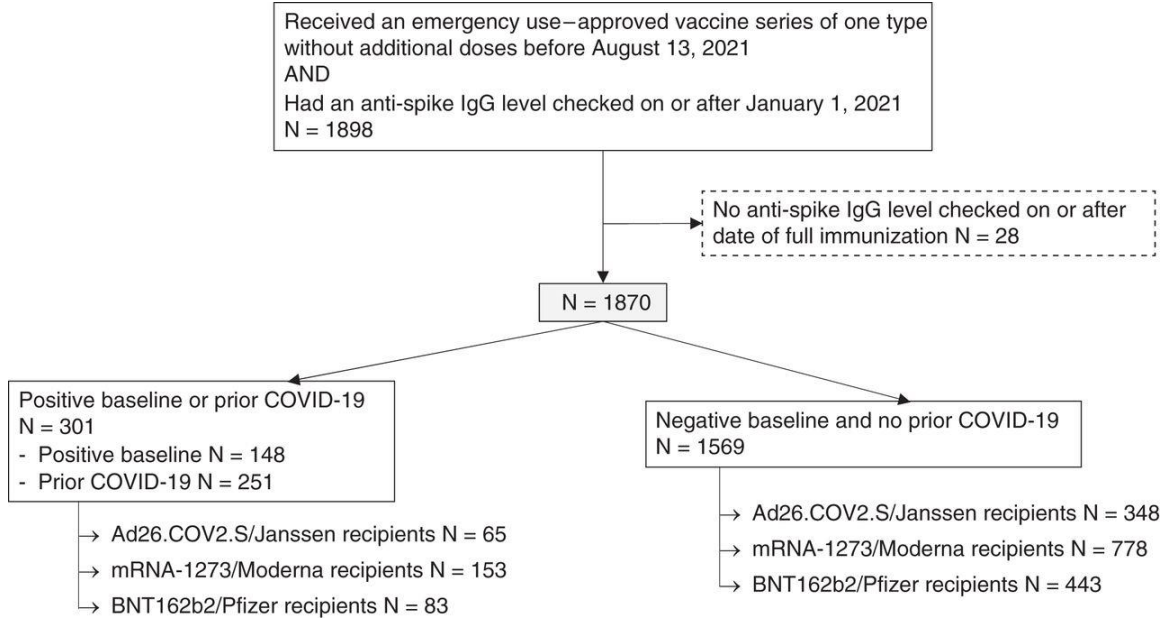 Received an emergency use–approved vaccine series of one type
without additional doses before August 13, 2021
AND
Had an anti-spike IgG level checked on or after January 1, 2021
N = 1898
No anti-spike IgG level checked on or after
date of full immunization N = 28
N = 1870
Positive baseline or prior COVID-19
N = 301
- Positive baseline N = 148
- Prior COVID-19 N = 251
Ad26.COV2.S/Janssen recipients N = 65
mRNA-1273/Moderna recipients N = 153
BNT162b2/Pfizer recipients N = 83
Negative baseline and no prior COVID-19
N = 1569
Ad26.COV2.S/Janssen recipients N = 348
mRNA-1273/Moderna recipients N = 778
BNT162b2/Pfizer recipients N = 443